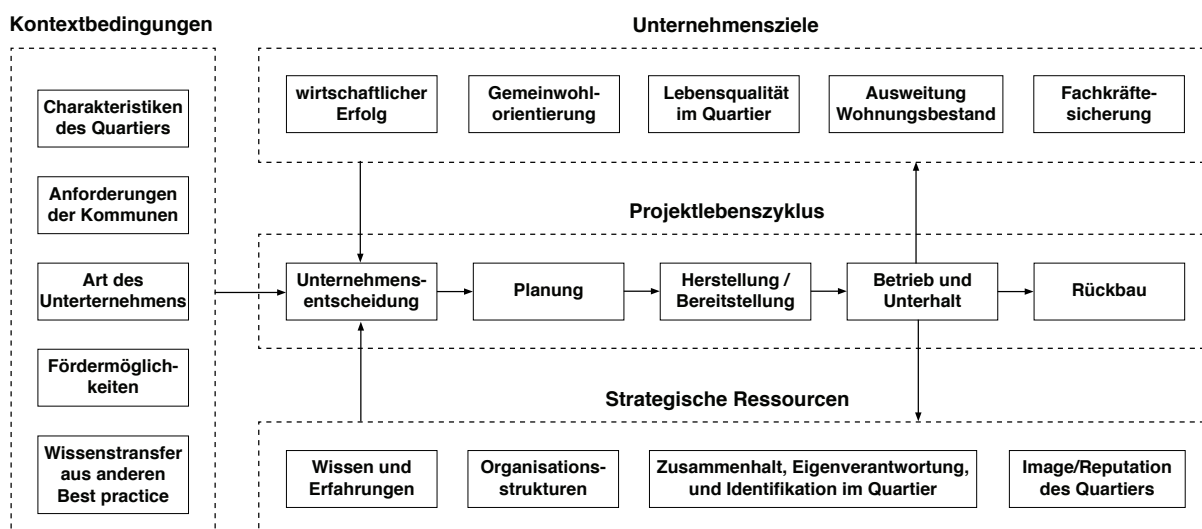 Kontextbedingungen
Charakteristiken
des Quartiers
Anforderungen
der Kommunen
Art des
Unterternehmens
Fördermöglich-
keiten
Wissenstransfer
aus anderen
Best practice
Unternehmensziele
wirtschaftlicher
Erfolg
Gemeinwohl-
orientierung
Lebensqualität
im Quartier
Ausweitung
Wohnungsbestand
Fachkräfte-
sicherung
Projektlebenszyklus
Unternehmens-
entscheidung
Planung
Herstellung /
Bereitstellung
Betrieb und
Unterhalt
Rückbau
Strategische Ressourcen
Wissen und
Erfahrungen
Organisations-
strukturen
Zusammenhalt, Eigenverantwortung,
und Identifikation im Quartier
Image/Reputation
des Quartiers